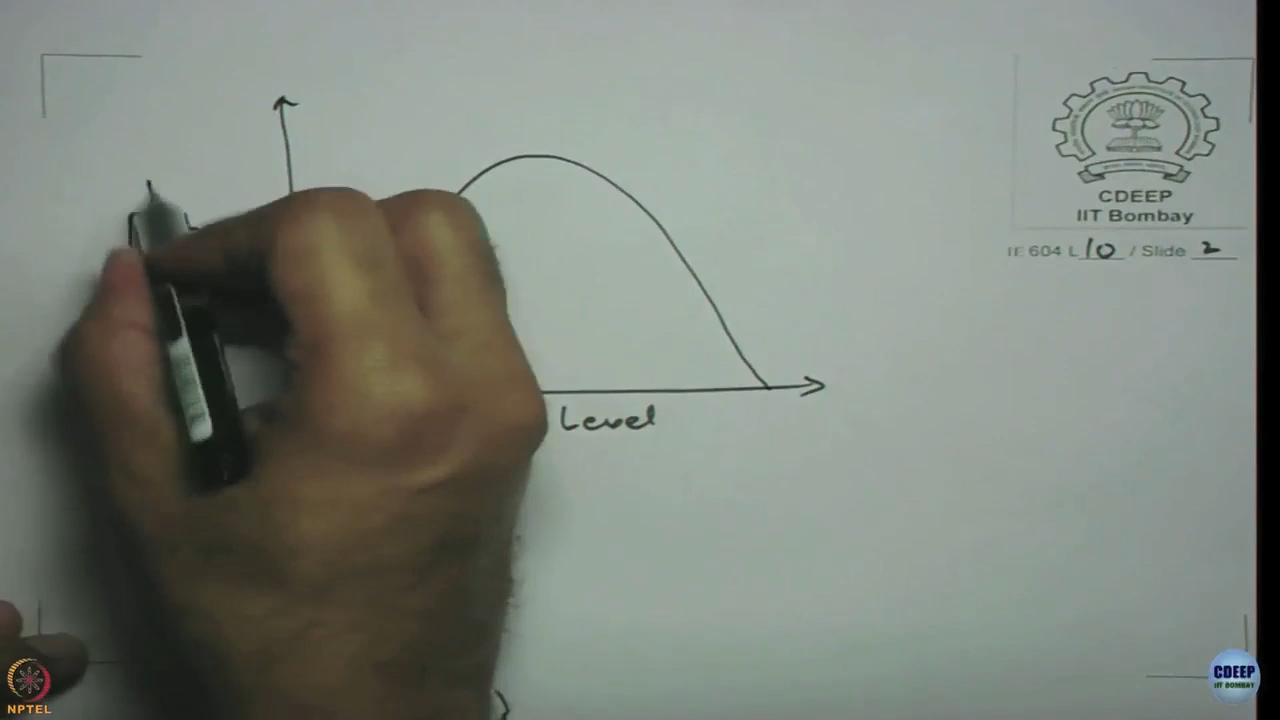 CDEEP
IIT Bombay
IE 604 L 10 / Slide 2
Level
NPTEL
CDEEP
IIT BOMBAY